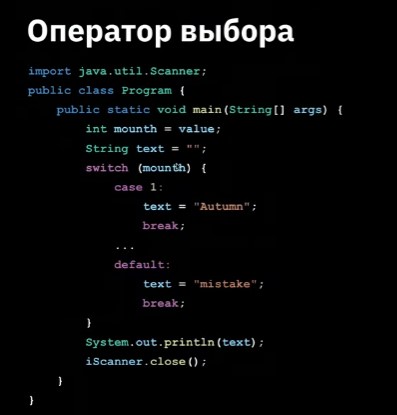 Оператор выбора
import java.util.Scanner;
public class Program {
    public static void main(String[] args) {
        int mounth = value;
        String text = "";
        switch (mounth) {
            case 1:
                text = "Autumn";
                break;
            ...
            default:
                text = "mistake";
                break;
        }
        System.out.println(text);
        iScanner.close();
    }
}